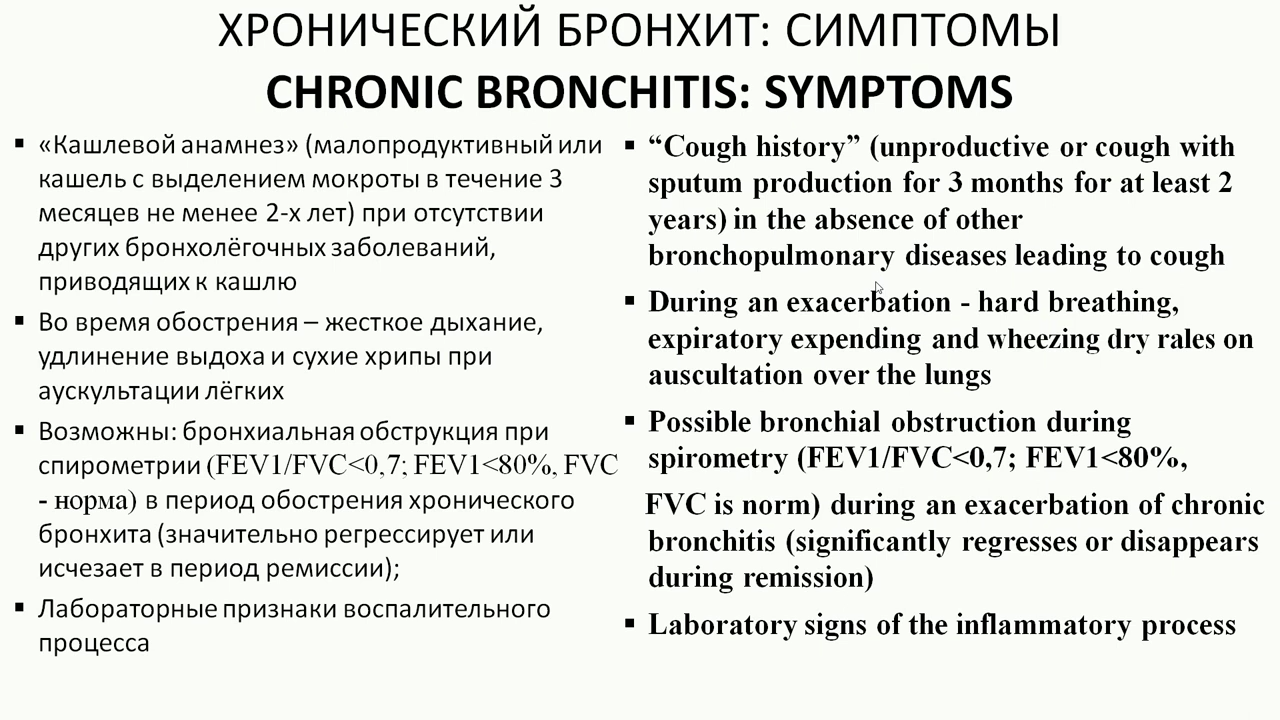 ХРОНИЧЕСКИЙ БРОНХИТ: СИМПТОМЫ
CHRONIC BRONCHITIS: SYMPTOMS
▪ «Кашлевой анамнез» (малопродуктивный или
кашель с выделением мокроты в течение 3
месяцев не менее 2-х лет) при отсутствии
других бронхолёгочных заболеваний,
приводящих к кашлю
▪ Во время обострения – жесткое дыхание,
удлинение выдоха и сухие хрипы при
аускультации лёгких
▪ Возможны: бронхиальная обструкция при
спирометрии (FEV1/FVC<0,7; FEV1<80%, FVC
- норма) в период обострения хронического
бронхита (значительно регрессирует или
исчезает в период ремиссии);
▪ Лабораторные признаки воспалительного
процесса
▪ “Cough history” (unproductive or cough with
sputum production for 3 months for at least 2
years) in the absence of other
bronchopulmonary diseases leading to cough
▪ During an exacerbation - hard breathing,
expiratory expending and wheezing dry rales on
auscultation over the lungs
▪ Possible bronchial obstruction during
spirometry (FEV1/FVC<0,7; FEV1<80%,
FVC is norm) during an exacerbation of chronic
bronchitis (significantly regresses or disappears
during remission)
▪ Laboratory signs of the inflammatory process